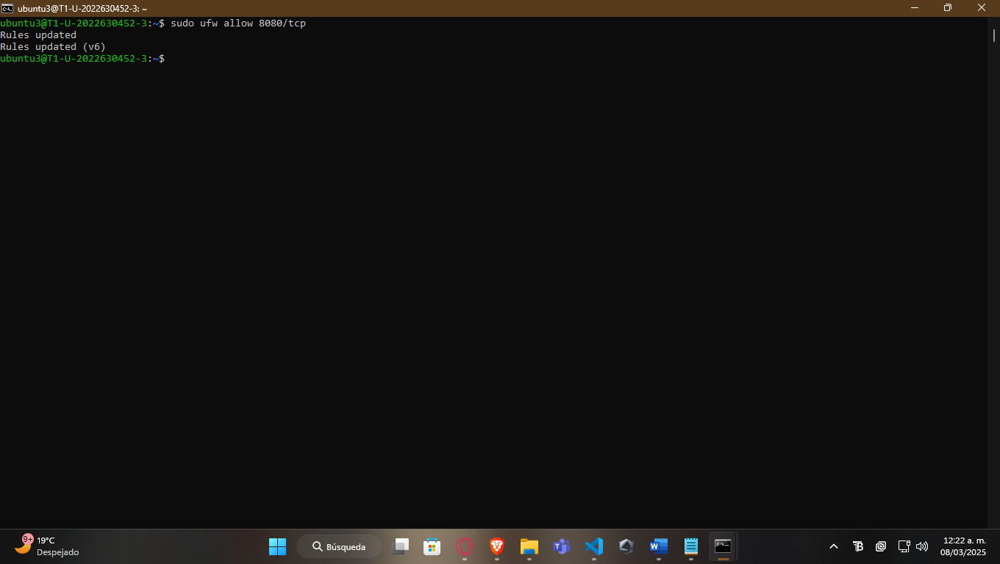 ubuntu3@T1-U-2022630452-3: ~
ubuntu3@T1-U-2022630452-3:~$ sudo ufw allow 8080/tcp
Rules updated
Rules updated (v6)
ubuntu3@T1-U-2022630452-3:~$
9+
19°C
Despejado
Búsqueda
12:22 a. m.
08/03/2025